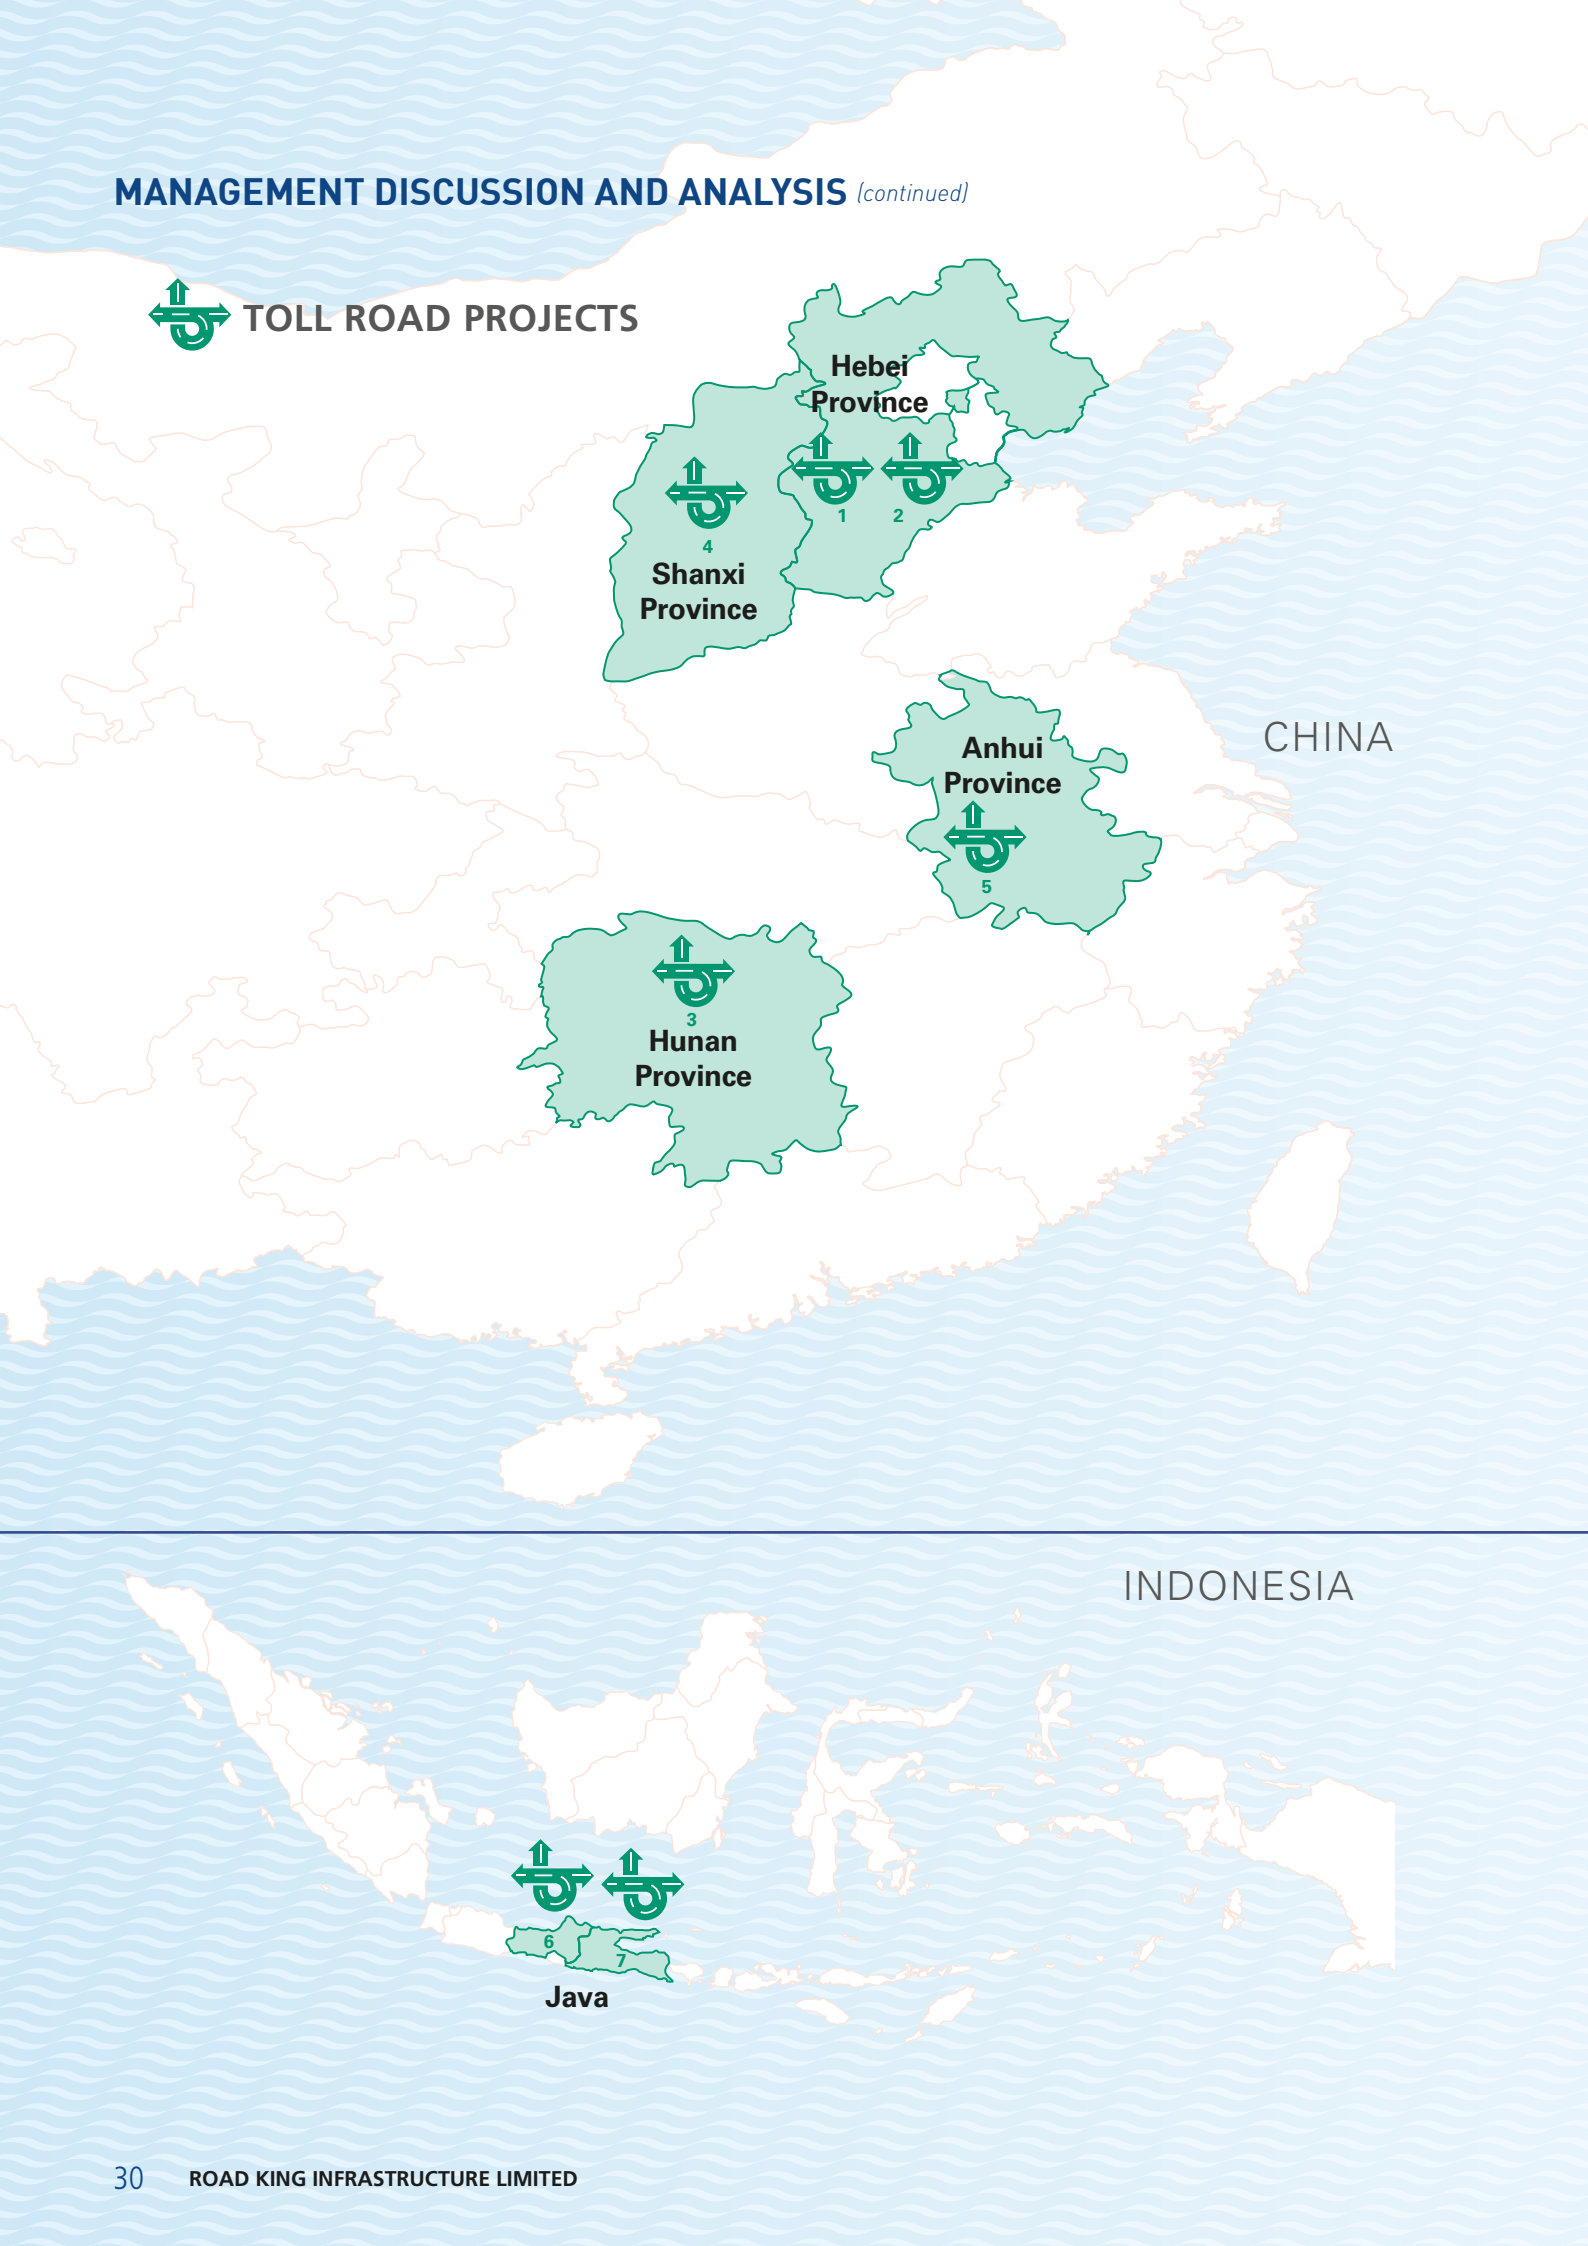 MANAGEMENT DISCUSSION AND ANALYSIS (continued)
TOLL ROAD PROJECTS
Hebei
Province
1 2
4
Shanxi
Province
CHINA
Anhui
Province
5
3
Hunan
Province
INDONESIA
6
7
Java
30 ROAD KING INFRASTRUCTURE LIMITED